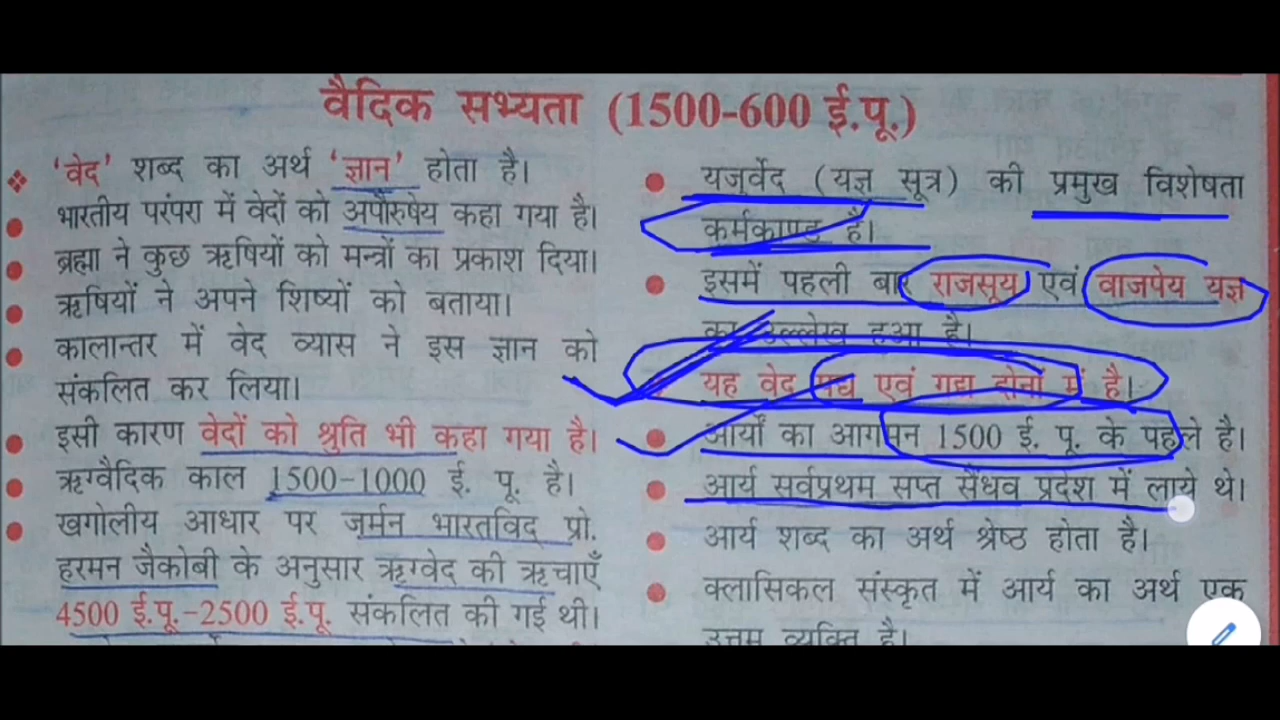 वैदिक सभ्यता (1500-600 ई.पू.)
'वेद' शब्द का अर्थ 'ज्ञान' होता है।
भारतीय परंपरा में वेदों को अपौरुषेय कहा गया है।
ब्रह्मा ने कुछ ऋषियों को मन्त्रों का प्रकाश दिया।
ऋषियों ने अपने शिष्यों को बताया।
कालान्तर में वेद व्यास ने इस ज्ञान को
संकलित कर लिया।
इसी कारण वेदों को श्रुति भी कहा गया है।
ऋग्वैदिक काल 1500-1000 ई. पू. है।
खगोलीय आधार पर जर्मन भारतविद प्रो.
हरमन जैकोबी के अनुसार ऋग्वेद की ऋचाएँ
4500 ई.पू.-2500 ई.पू. संकलित की गई थी।
यजुर्वेद (यज्ञ सूत्र) की प्रमुख विशेषता
कर्मकाण्ड है।
इसमें पहली बार राजसूय एवं वाजपेय यज्ञ
का उल्लेख हुआ है।
यह वेद पद्य एवं गद्य दोनों में है।
आर्यों का आगमन 1500 ई. पू. के पहले है।
आर्य सर्वप्रथम सप्त सैंधव प्रदेश में लाये थे।
आर्य शब्द का अर्थ श्रेष्ठ होता है।
क्लासिकल संस्कृत में आर्य का अर्थ एक
उत्तम व्यक्ति है।